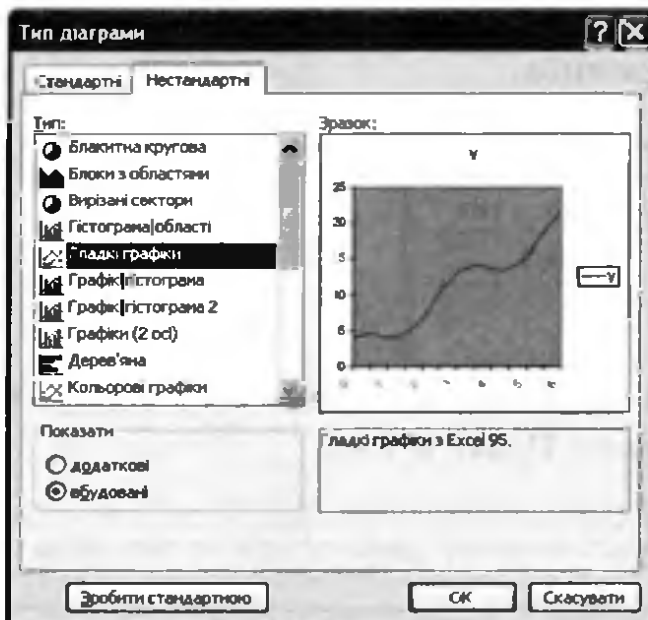 Тип діаграми
Стандартні Нестандартні
Тип:
Блакитна кругова
Блоки з областями
Вирізані сектори
Гістограма|області
Гладкі графіки
Графік|гістограма
Графік|гістограма 2
Графіки (2 осі)
Дерев'яна
Кольорові графіки
Показати
додаткові
вбудовані
Зразок:
y
25
20
15
10
5
0
y
Гладкі графіки з Excel 95.
Зробити стандартною
ОК
Скасувати